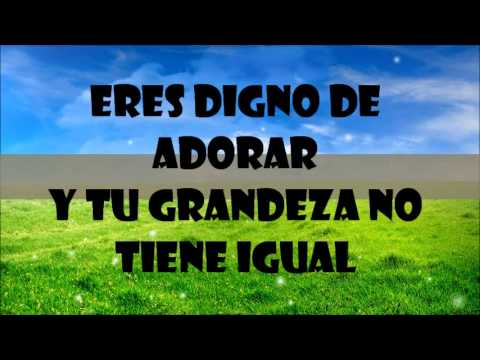 ERES DIGNO DE
ADORAR
Y TU GRANDEZA NO
TIENE IGUAL